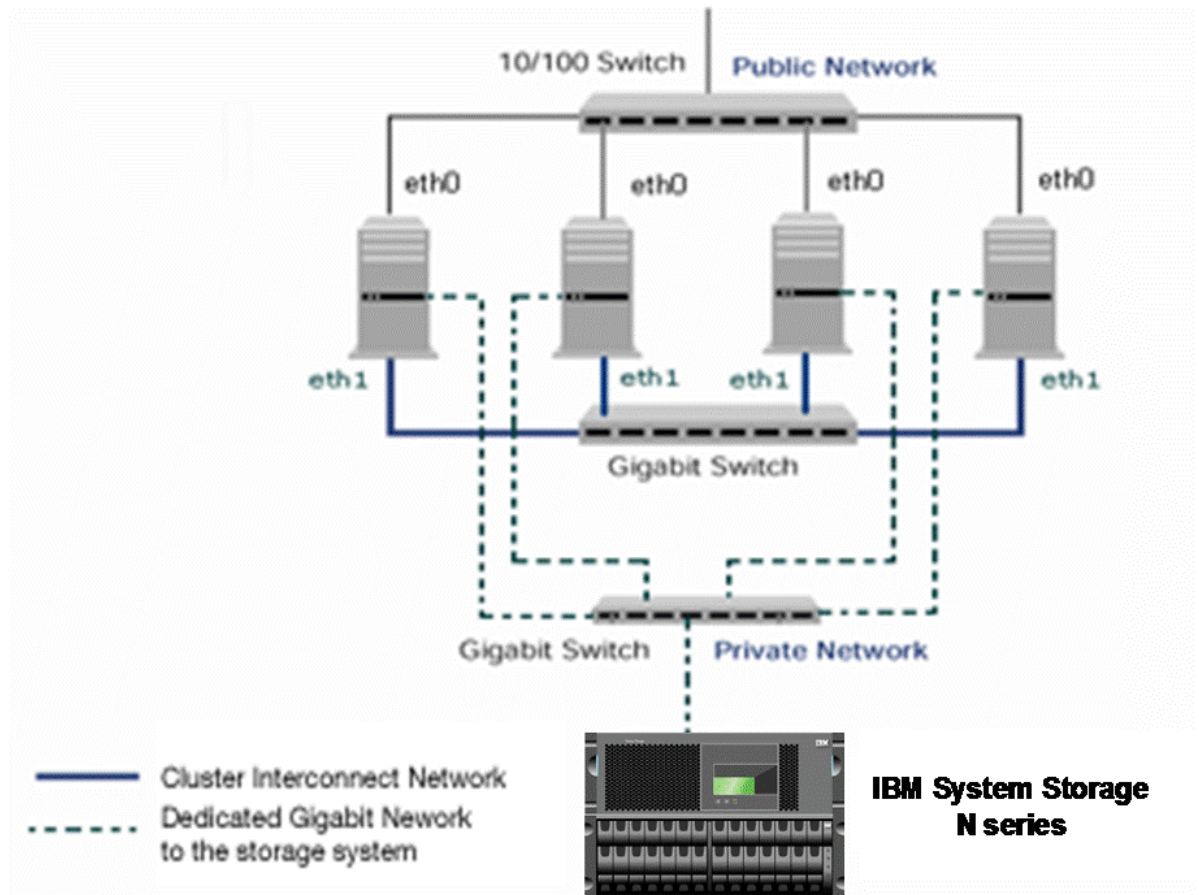 10/100 Switch
Public Network
eth0
eth0
eth0
eth0
eth1
eth1
eth1
eth1
Gigabit Switch
Gigabit Switch
Private Network
IBM
Cluster Interconnect Network
Dedicated Gigabit Nework
to the storage system
IBM System Storage
N series